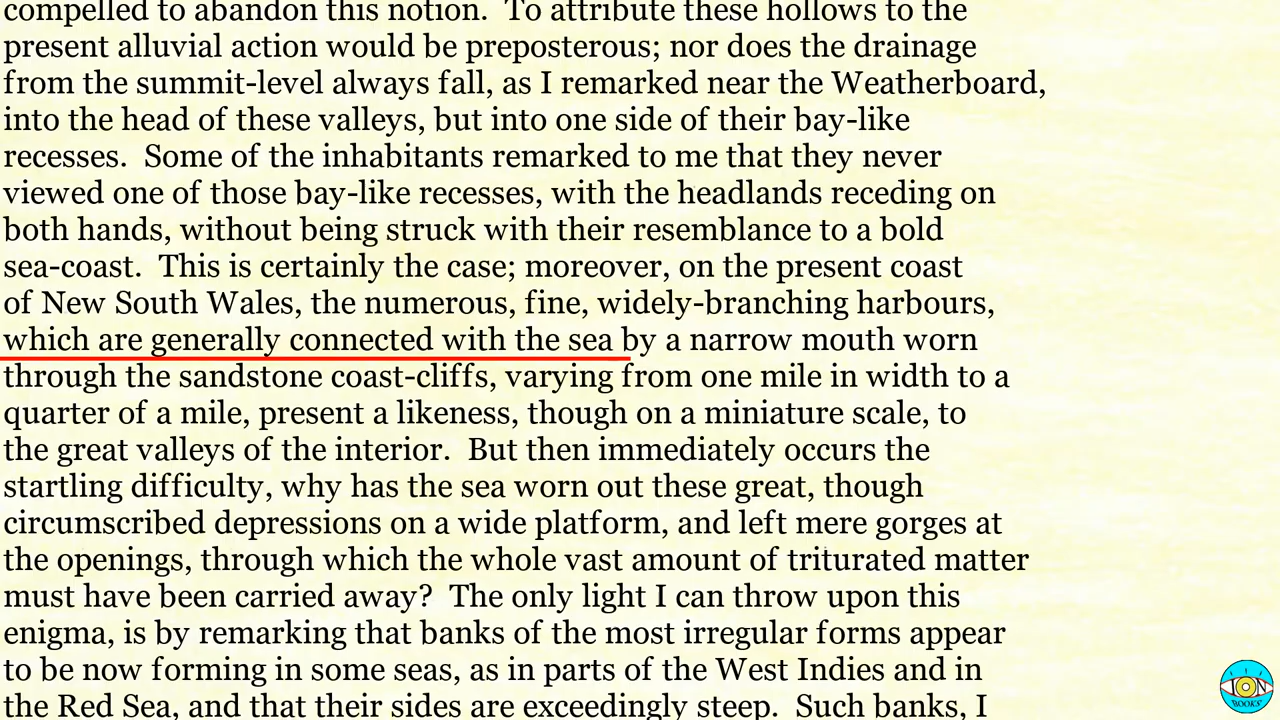 compelled to abandon this notion.  To attribute these hollows to the
present alluvial action would be preposterous; nor does the drainage
from the summit-level always fall, as I remarked near the Weatherboard,
into the head of these valleys, but into one side of their bay-like
recesses.  Some of the inhabitants remarked to me that they never
viewed one of those bay-like recesses, with the headlands receding on
both hands, without being struck with their resemblance to a bold
sea-coast.  This is certainly the case; moreover, on the present coast
of New South Wales, the numerous, fine, widely-branching harbours,
which are generally connected with the sea by a narrow mouth worn
through the sandstone coast-cliffs, varying from one mile in width to a
quarter of a mile, present a likeness, though on a miniature scale, to
the great valleys of the interior.  But then immediately occurs the
startling difficulty, why has the sea worn out these great, though
circumscribed depressions on a wide platform, and left mere gorges at
the openings, through which the whole vast amount of triturated matter
must have been carried away?  The only light I can throw upon this
enigma, is by remarking that banks of the most irregular forms appear
to be now forming in some seas, as in parts of the West Indies and in
the Red Sea, and that their sides are exceedingly steep.  Such banks, I
ION
BOOKS